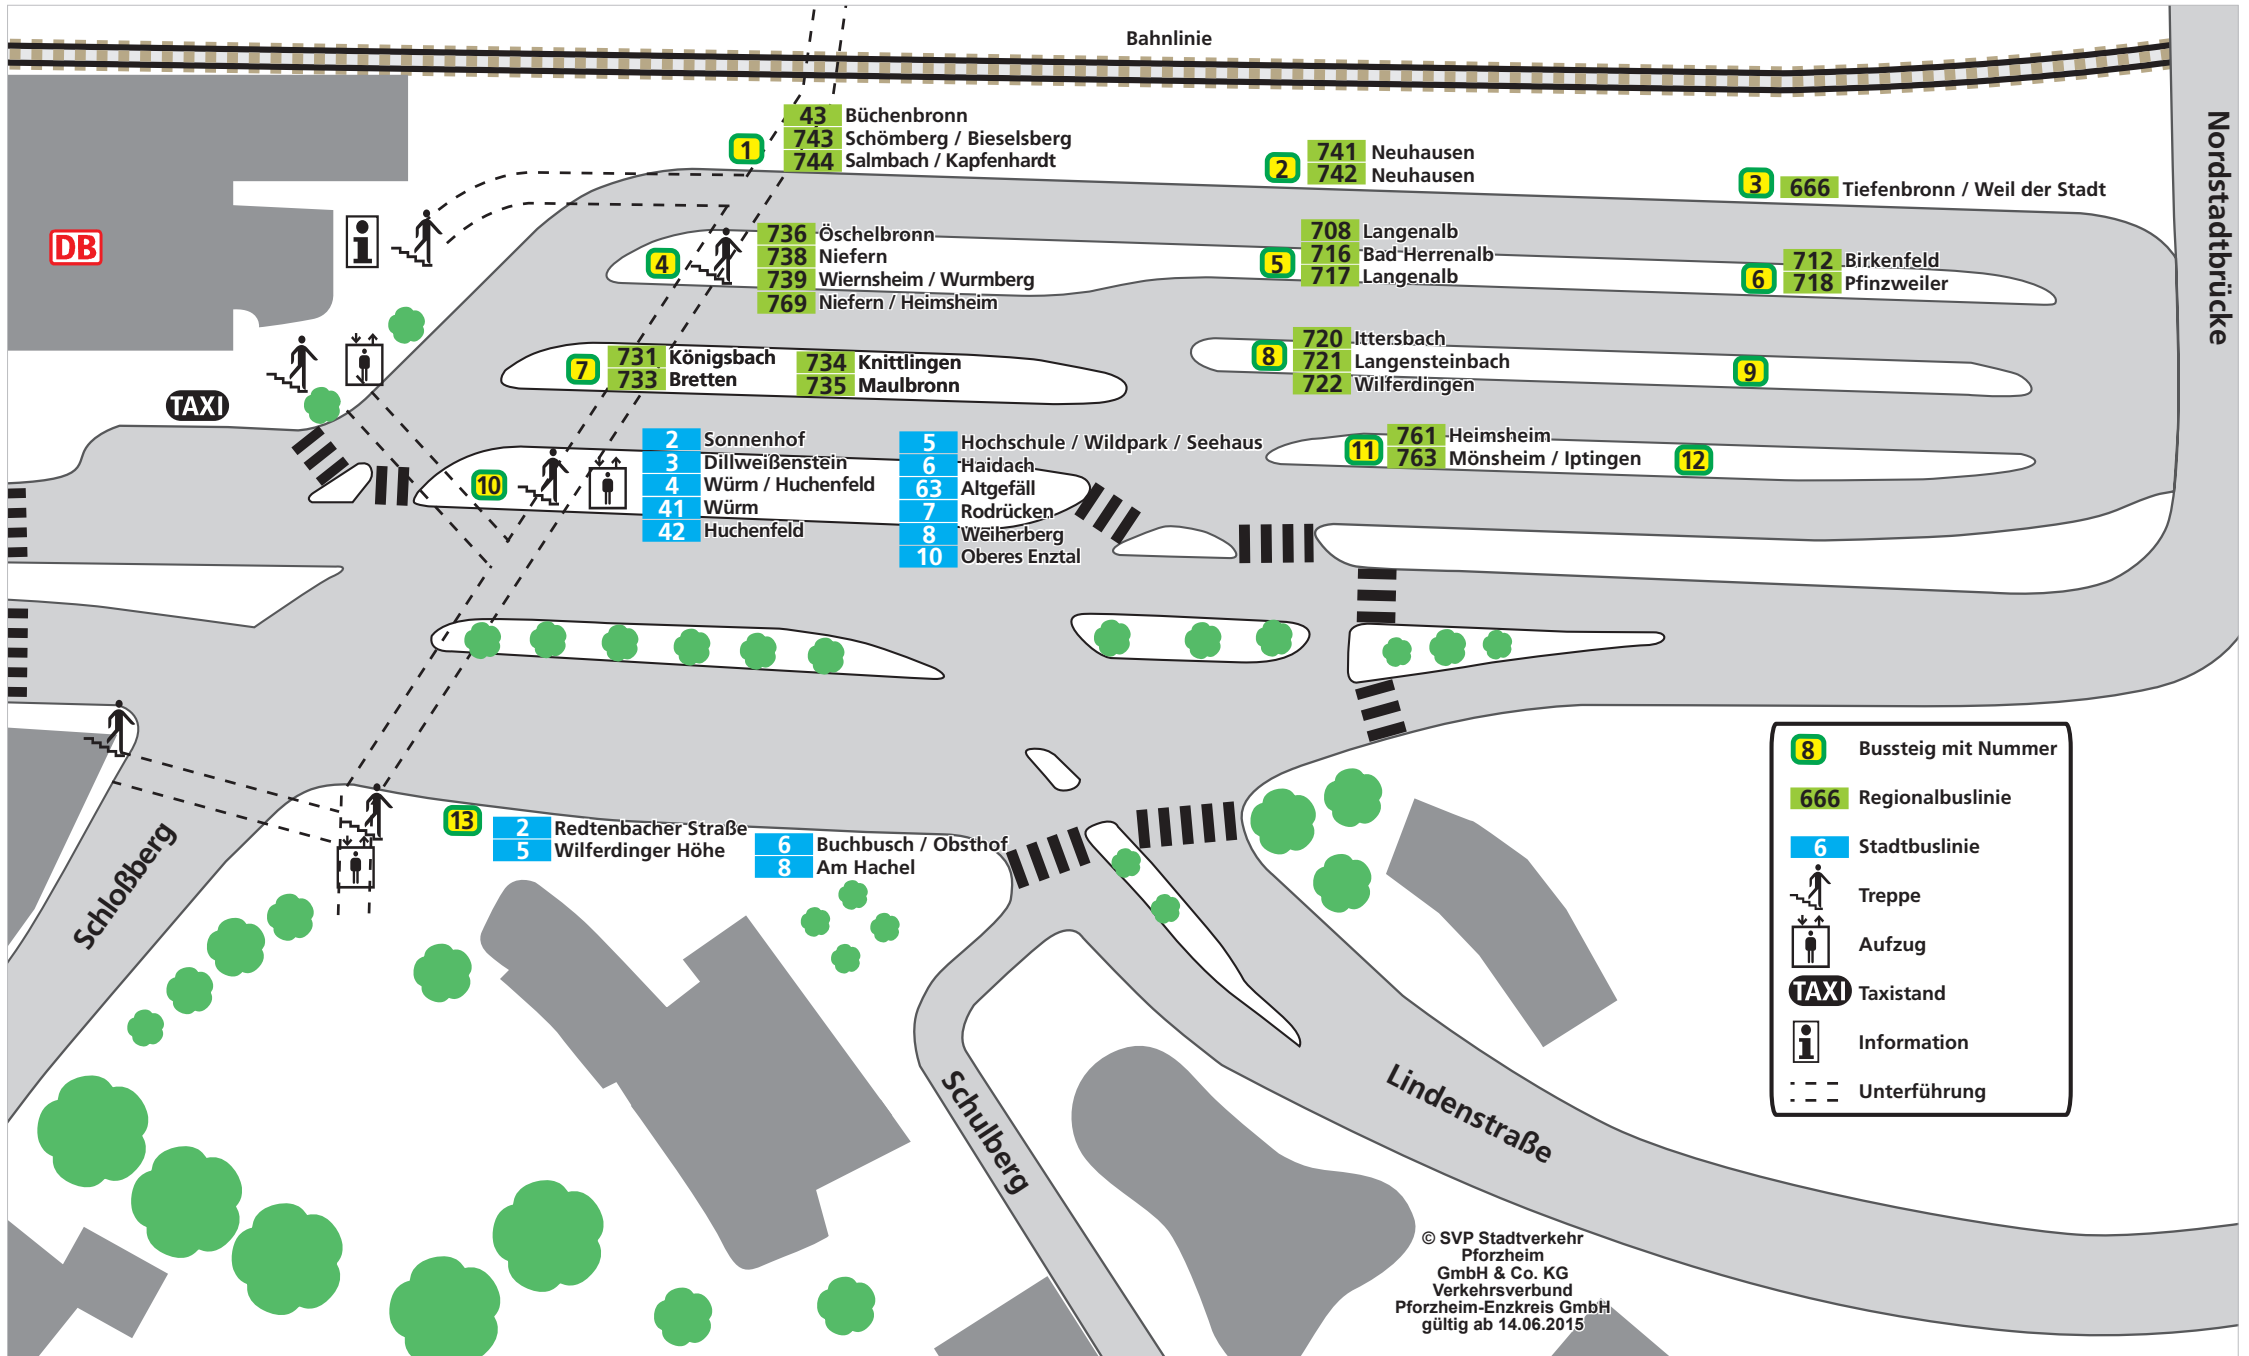 Bahnlinie
Nordstadtbrücke
1
43 Büchenbronn
743 Schömberg / Bieselsberg
744 Salmbach / Kapfenhardt
2
741 Neuhausen
742 Neuhausen
3
666 Tiefenbronn / Weil der Stadt
DB
4
736 Öschelbronn
738 Niefern
739 Wiernsheim / Wurmberg
769 Niefern / Heimsheim
5
708 Langenalb
716 Bad Herrenalb
717 Langenalb
6
712 Birkenfeld
718 Pfinzweiler
TAXI
7
731 Königsbach
733 Bretten
734 Knittlingen
735 Maulbronn
8
720 Ittersbach
721 Langensteinbach
722 Wilferdingen
9
10
2 Sonnenhof
3 Dillweißenstein
4 Würm / Huchenfeld
41 Würm
42 Huchenfeld
5 Hochschule / Wildpark / Seehaus
6 Haidach
63 Altgefäll
7 Rodrücken
8 Weiherberg
10 Oberes Enztal
11
761 Heimsheim
763 Mönsheim / Iptingen
12
13
2 Redtenbacher Straße
5 Wilferdinger Höhe
6 Buchbusch / Obsthof
8 Am Hachel
Schloßberg
Schulberg
Lindenstraße
8 Bussteig mit Nummer
666 Regionalbuslinie
6 Stadtbuslinie
Treppe
Aufzug
TAXI Taxistand
Information
Unterführung
© SVP Stadtverkehr
Pforzheim
GmbH & Co. KG
Verkehrsverbund
Pforzheim-Enzkreis GmbH
gültig ab 14.06.2015